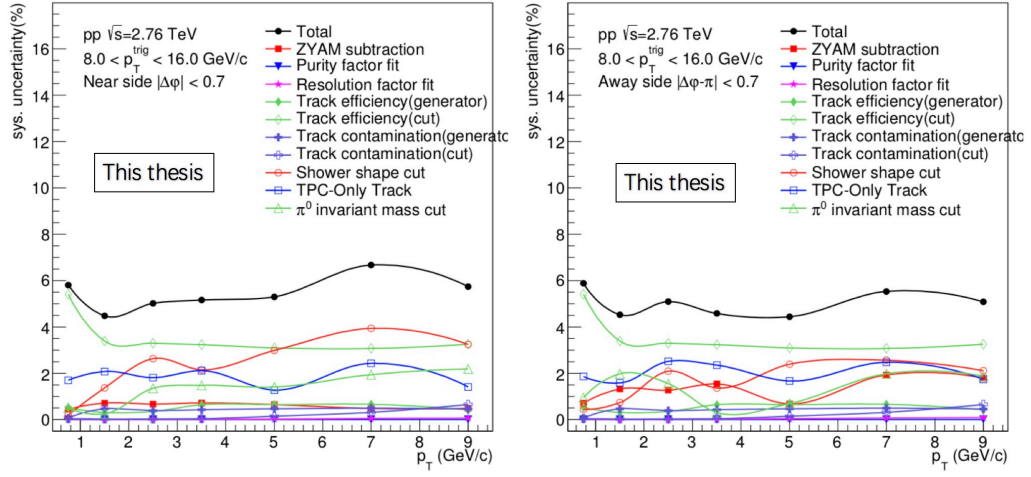 sys. uncertainty(%)
16
14
12
10
8
6
4
2
0
pp √s=2.76 TeV
8.0 < p_T^trig < 16.0 GeV/c
Near side |Δφ| < 0.7
This thesis
Total
ZYAM subtraction
Purity factor fit
Resolution factor fit
Track efficiency(generator)
Track efficiency(cut)
Track contamination(generatc
Track contamination(cut)
Shower shape cut
TPC-Only Track
π⁰ invariant mass cut
1 2 3 4 5 6 7 8 9
p_T (GeV/c)
sys. uncertainty(%)
16
14
12
10
8
6
4
2
0
pp √s=2.76 TeV
8.0 < p_T^trig < 16.0 GeV/c
Away side |Δφ-π| < 0.7
This thesis
Total
ZYAM subtraction
Purity factor fit
Resolution factor fit
Track efficiency(generator)
Track efficiency(cut)
Track contamination(generatc
Track contamination(cut)
Shower shape cut
TPC-Only Track
π⁰ invariant mass cut
1 2 3 4 5 6 7 8 9
p_T (GeV/c)